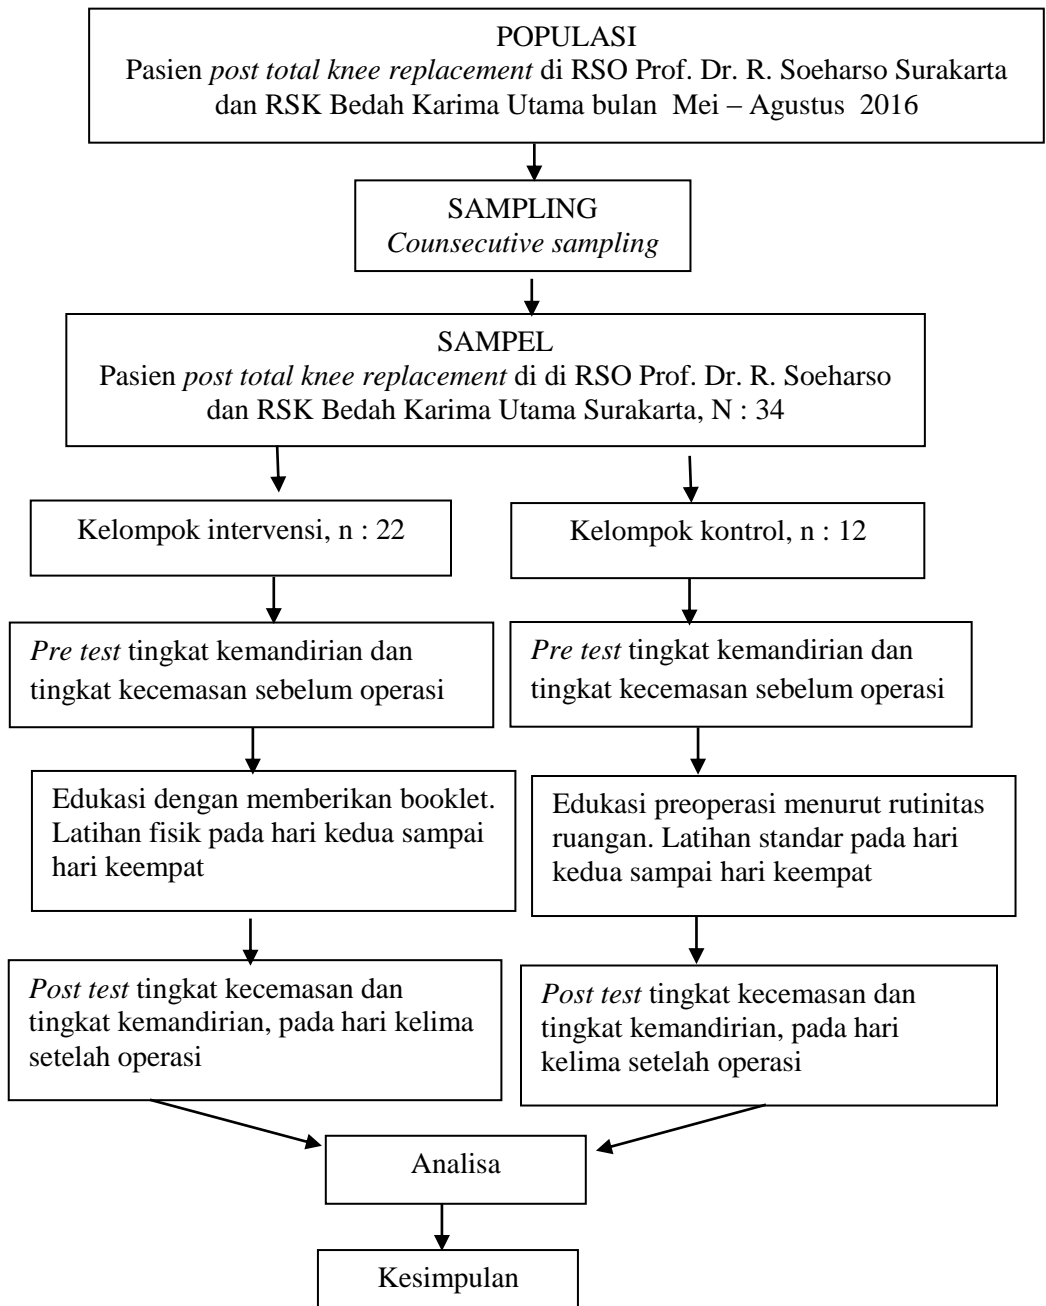 POPULASI
Pasien post total knee replacement di RSO Prof. Dr. R. Soeharso Surakarta
dan RSK Bedah Karima Utama bulan Mei – Agustus 2016
SAMPLING
Counsecutive sampling
SAMPEL
Pasien post total knee replacement di di RSO Prof. Dr. R. Soeharso
dan RSK Bedah Karima Utama Surakarta, N : 34
Kelompok intervensi, n : 22
Kelompok kontrol, n : 12
Pre test tingkat kemandirian dan
tingkat kecemasan sebelum operasi
Pre test tingkat kemandirian dan
tingkat kecemasan sebelum operasi
Edukasi dengan memberikan booklet.
Latihan fisik pada hari kedua sampai
hari keempat
Edukasi preoperasi menurut rutinitas
ruangan. Latihan standar pada hari
kedua sampai hari keempat
Post test tingkat kecemasan dan
tingkat kemandirian, pada hari kelima
setelah operasi
Post test tingkat kecemasan dan
tingkat kemandirian, pada hari
kelima setelah operasi
Analisa
Kesimpulan